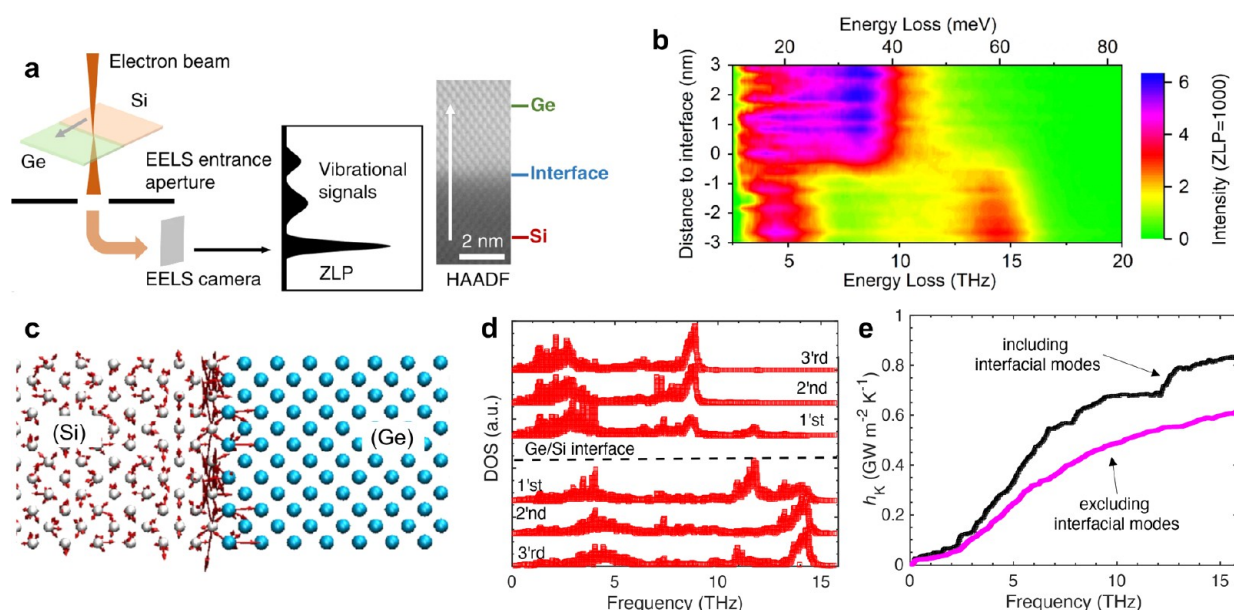 a
Electron beam
Si
Ge
EELS entrance
aperture
EELS camera
Vibrational
signals
ZLP
Ge
Interface
Si
2 nm
HAADF
b
Energy Loss (meV)
20 40 60 80
Distance to interface (nm)
3
2
1
0
-1
-2
-3
5 10 15 20
Energy Loss (THz)
6
4
2
0
Intensity (ZLP=1000)
c
(Si)
(Ge)
d
DOS (a.u.)
3'rd
2'nd
1'st
Ge/Si interface
1'st
2'nd
3'rd
0 5 10 15
Frequency (THz)
e
hK (GW m-2 K-1)
1
0.8
0.6
0.4
0.2
0
including
interfacial modes
excluding
interfacial modes
0 5 10 15
Frequency (THz)